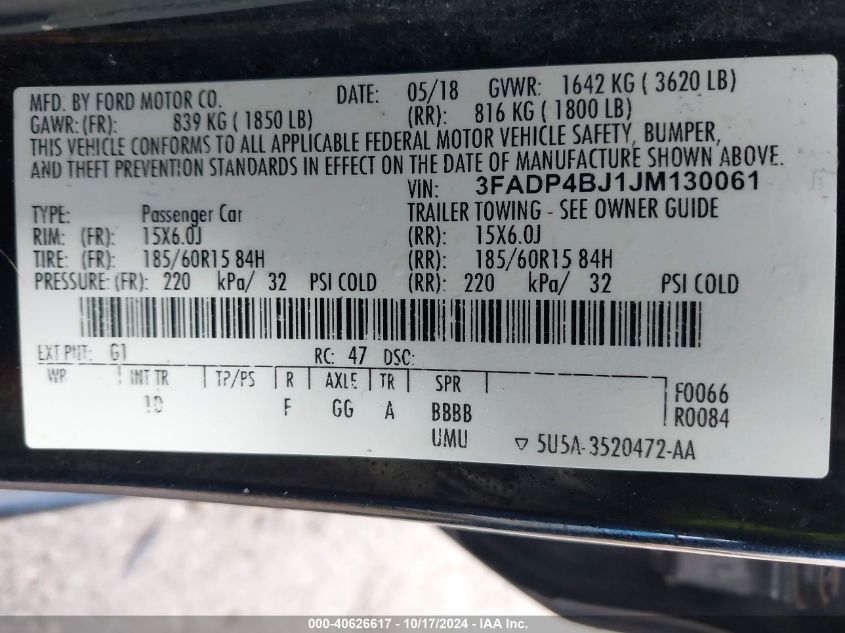 MFD. BY FORD MOTOR CO. DATE: 05/18 GVWR: 1642 KG ( 3620 LB)
GAWR: (FR): 839 KG ( 1850 LB) (RR): 816 KG ( 1800 LB)
THIS VEHICLE CONFORMS TO ALL APPLICABLE FEDERAL MOTOR VEHICLE SAFETY, BUMPER,
AND THEFT PREVENTION STANDARDS IN EFFECT ON THE DATE OF MANUFACTURE SHOWN ABOVE.
VIN: 3FADP4BJ1JM130061
TYPE: Passenger Car TRAILER TOWING - SEE OWNER GUIDE
RIM: (FR): 15X6.0J (RR): 15X6.0J
TIRE: (FR): 185/60R15 84H (RR): 185/60R15 84H
PRESSURE: (FR): 220 kPa/ 32 PSI COLD (RR): 220 kPa/ 32 PSI COLD
EXT PNT: G1 RC: 47 DSC:
WB INT TR TP/PS R AXLE TR SPR
F GG A BBBB
UMU
F0066
R0084
5U5A-3520472-AA
000-40626617 - 10/17/2024 - IAA Inc.